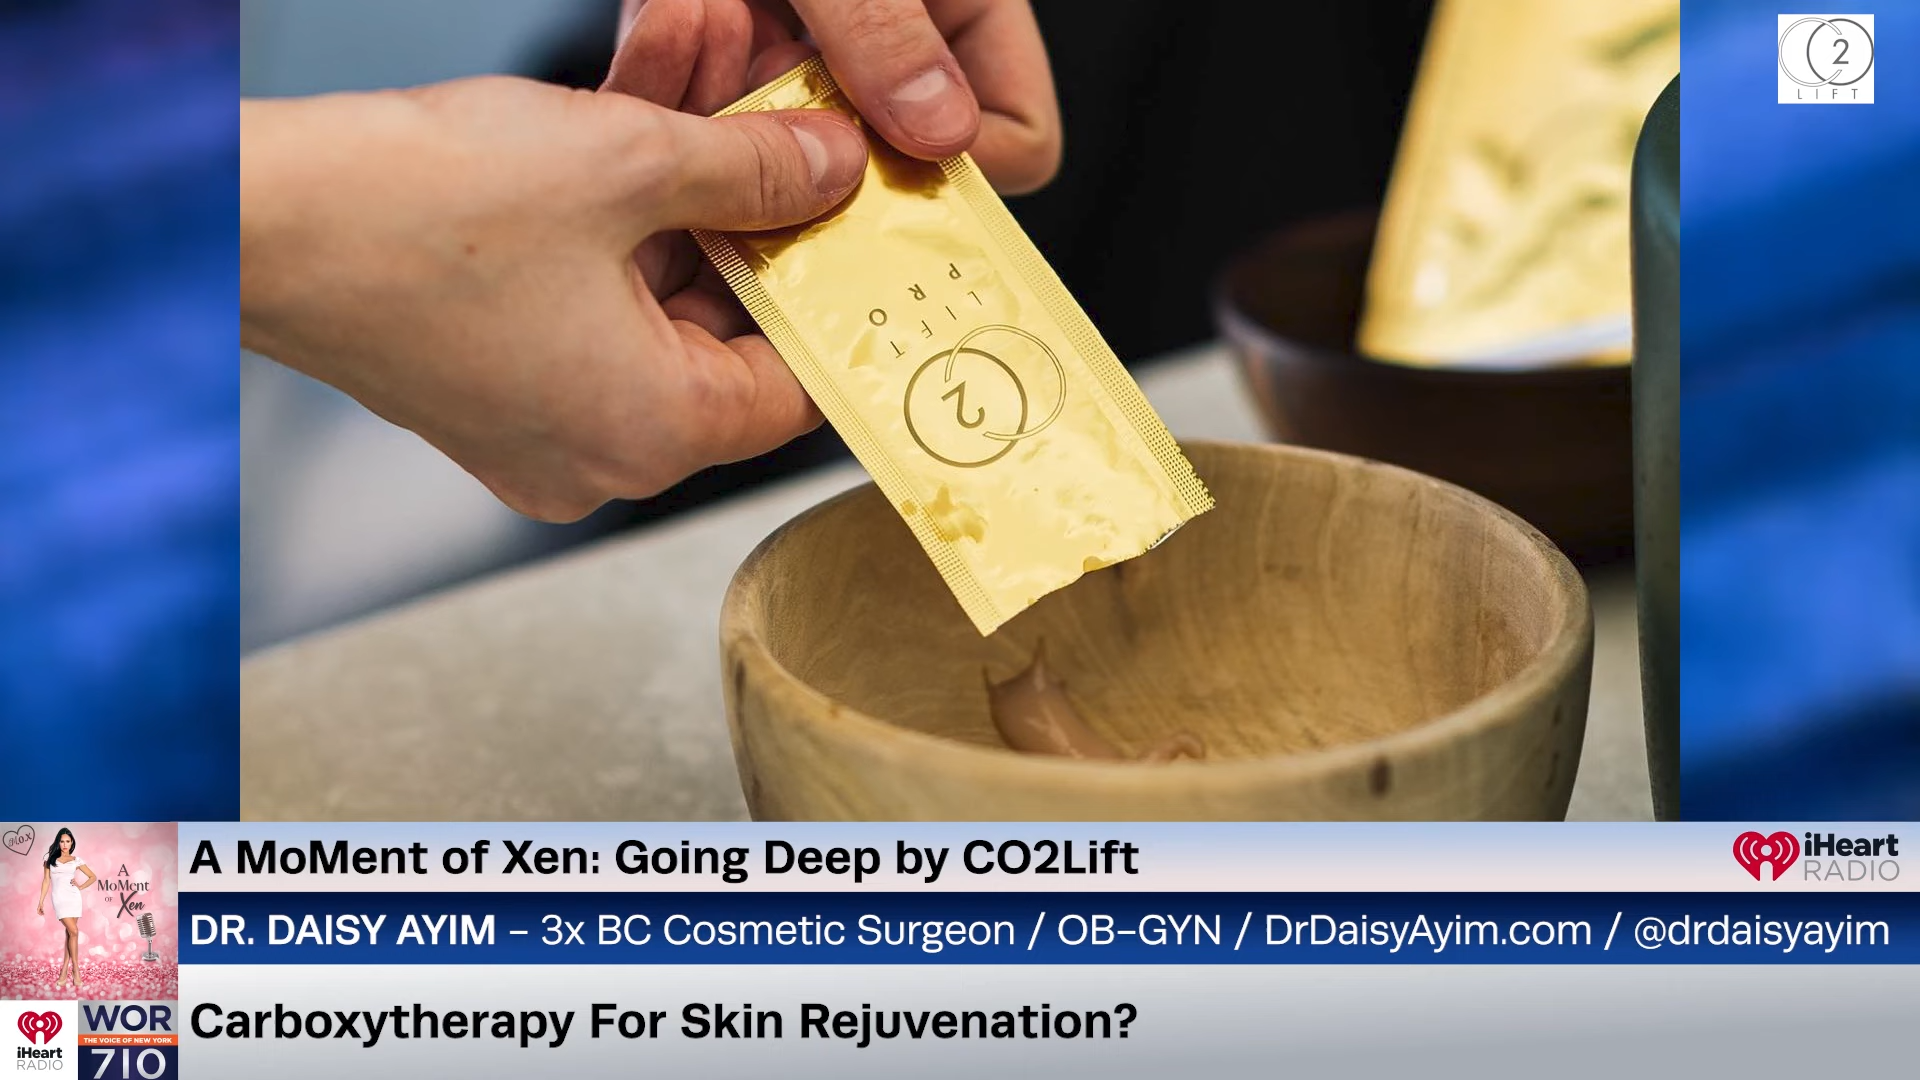 2
LIFT
PRO
LIFT
2
A MoMent of Xen: Going Deep by CO2Lift
iHeart
RADIO
DR. DAISY AYIM – 3x BC Cosmetic Surgeon / OB-GYN / DrDaisyAyim.com / @drdaisyayim
Carboxytherapy For Skin Rejuvenation?
M.O.X
A
MoMent
OF Xen
iHeart
RADIO
WOR
THE VOICE OF NEW YORK
710